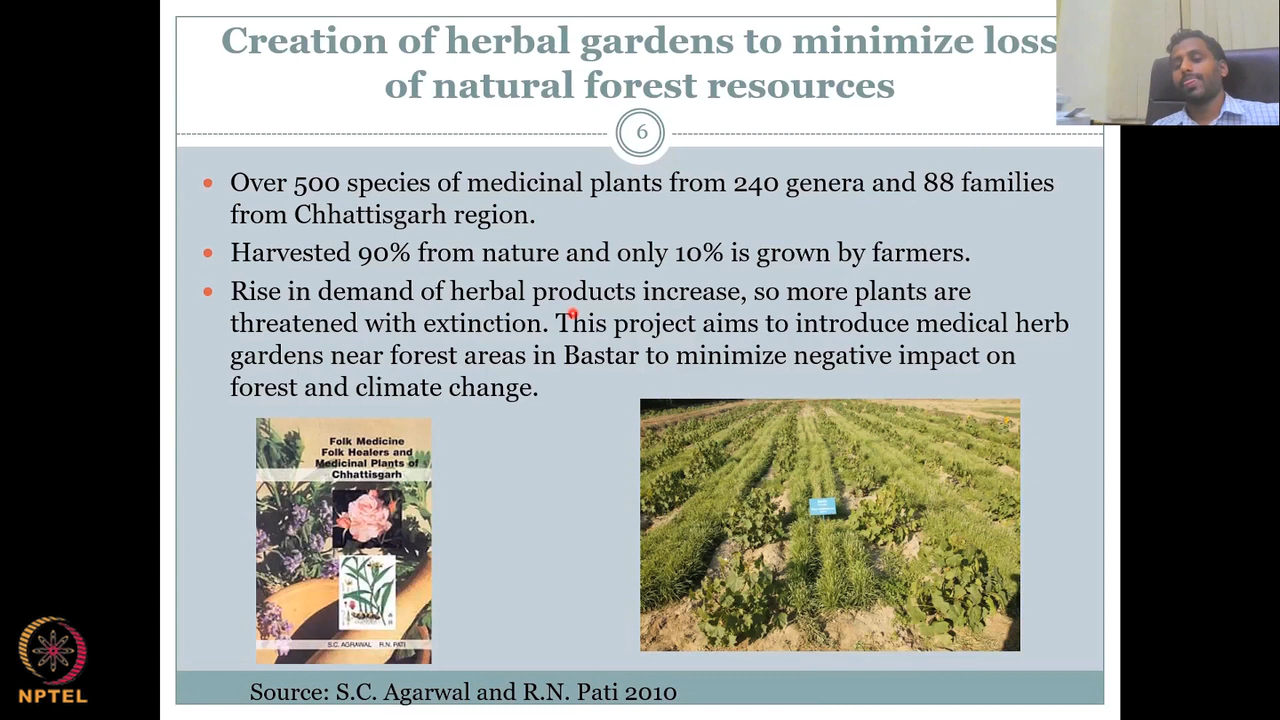 Creation of herbal gardens to minimize loss
of natural forest resources
6
• Over 500 species of medicinal plants from 240 genera and 88 families
from Chhattisgarh region.
• Harvested 90% from nature and only 10% is grown by farmers.
• Rise in demand of herbal products increase, so more plants are
threatened with extinction. This project aims to introduce medical herb
gardens near forest areas in Bastar to minimize negative impact on
forest and climate change.
Folk Medicine
Folk Healers and
Medicinal Plants of
Chhattisgarh
S.C. AGRAWAL R.N. PATI
Source: S.C. Agarwal and R.N. Pati 2010
NPTEL